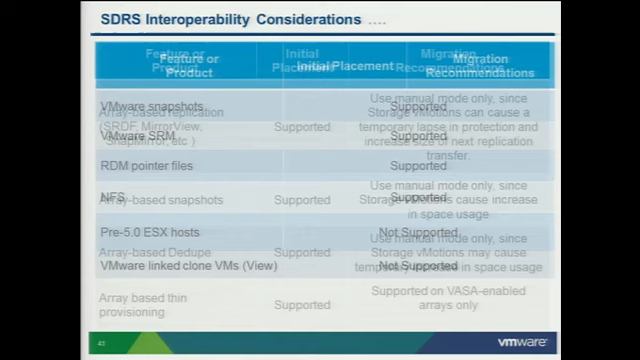 SDRS Interoperability Considerations ....
Feature or Product
Initial Placement
Migration Recommendations
Feature or Product
Initial Placement
Migration Recommendations
VMware snapshots
Supported
VMware SRM
Supported
RDM pointer files
Supported
NFS
Supported
Pre-5.0 ESX hosts
Not Supported
VMware linked clone VMs (View)
Not Supported
Array-based replication
(SRDF, MirrorView,
SnapMirror, etc )
Supported
Use manual mode only, since
Storage vMotions can cause a
temporary lapse in protection and
increase size of next replication
transfer.
Array-based snapshots
Supported
Use manual mode only, since
Storage vMotions cause increase
in space usage
Array-based Dedupe
Supported
Use manual mode only, since
Storage vMotions may cause
temporary increase in space usage
Array based thin
provisioning
Supported
Supported on VASA-enabled
arrays only
43
vmware